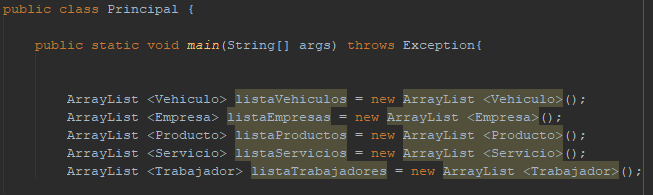 public class Principal {
public static void main(String[] args) throws Exception{
ArrayList <Vehiculo> listaVehiculos = new ArrayList <Vehiculo>();
ArrayList <Empresa> listaEmpresas = new ArrayList <Empresa>();
ArrayList <Producto> listaProductos = new ArrayList <Producto>();
ArrayList <Servicio> listaServicios = new ArrayList <Servicio>();
ArrayList <Trabajador> listaTrabajadores = new ArrayList <Trabajador>();